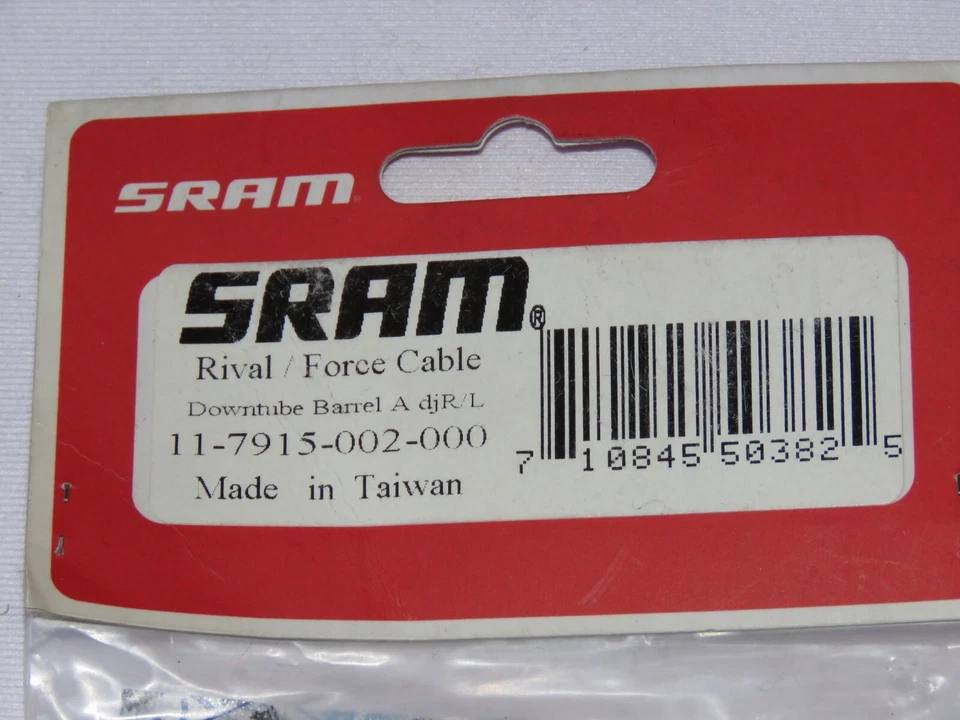 SRAM
SRAM®
Rival / Force Cable
Downtube Barrel A djR/L
11-7915-002-000
Made in Taiwan
7 10845 50382 5